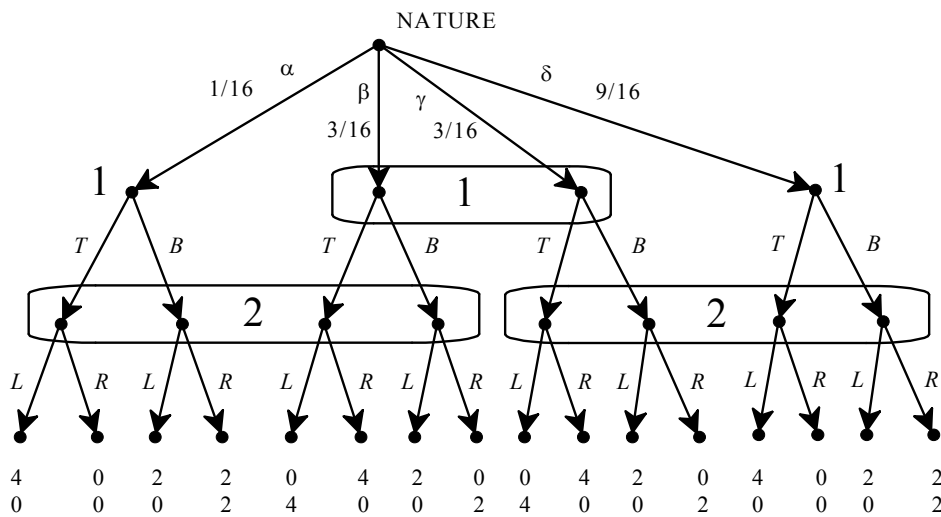 NATURE
α β γ δ
1/16 3/16 3/16 9/16
1 1 1
T B T B T B T B
2 2
L R L R L R L R L R L R L R L R
4 0 2 2 0 4 2 0 0 4 2 0 4 0 2 2
0 0 0 2 4 0 0 2 4 0 0 2 0 0 0 2